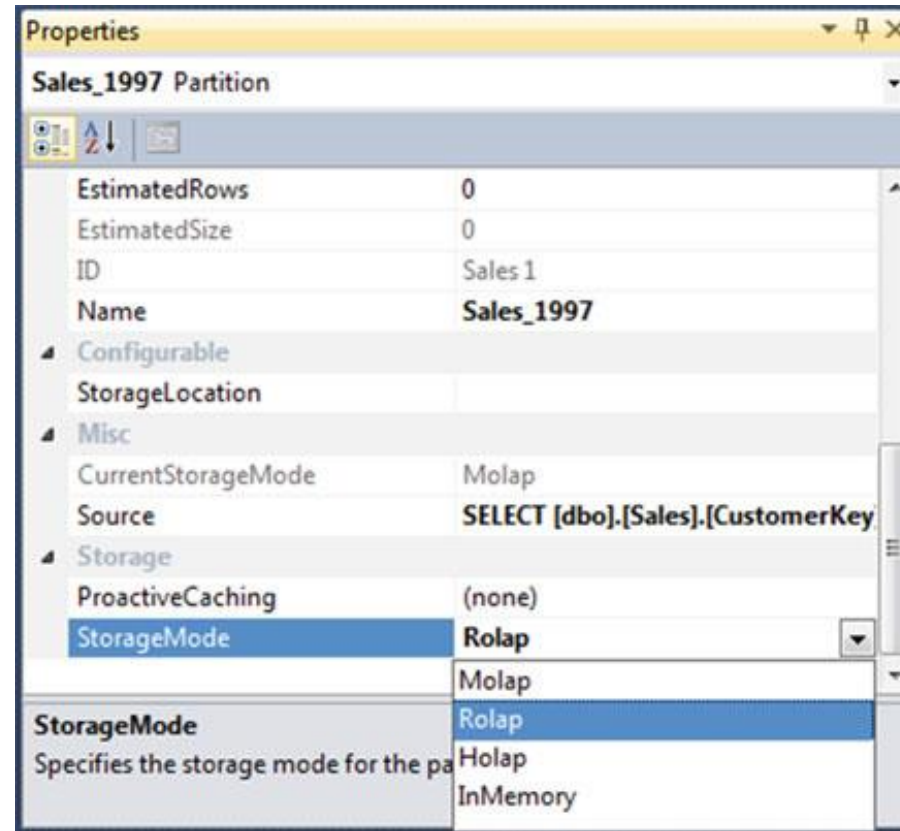 Properties
Sales_1997 Partition
EstimatedRows 0
EstimatedSize 0
ID Sales 1
Name Sales_1997
Configurable
StorageLocation
Misc
CurrentStorageMode Molap
Source SELECT [dbo].[Sales].[CustomerKey]
Storage
ProactiveCaching (none)
StorageMode Rolap
Molap
Rolap
Holap
InMemory
StorageMode
Specifies the storage mode for the pa